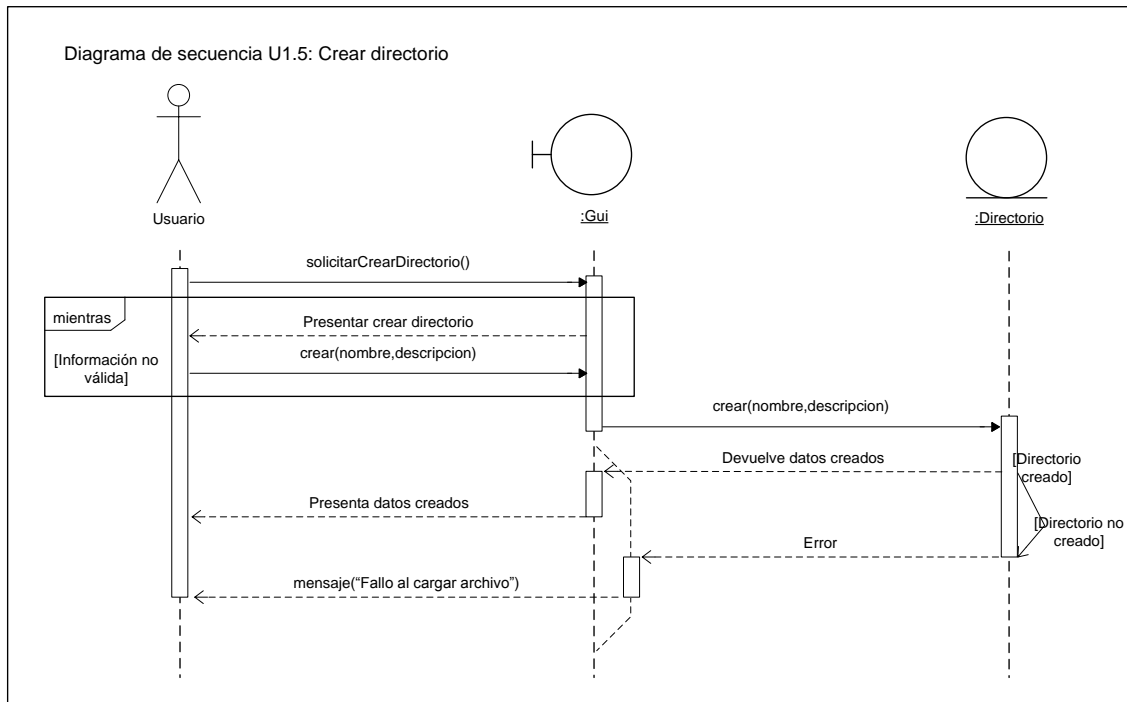 Diagrama de secuencia U1.5: Crear directorio
Usuario
:Gui
:Directorio
solicitarCrearDirectorio()
mientras
Presentar crear directorio
[Información no
válida]
crear(nombre,descripcion)
crear(nombre,descripcion)
Devuelve datos creados
[Directorio
creado]
Presenta datos creados
[Directorio no
creado]
Error
mensaje(“Fallo al cargar archivo”)